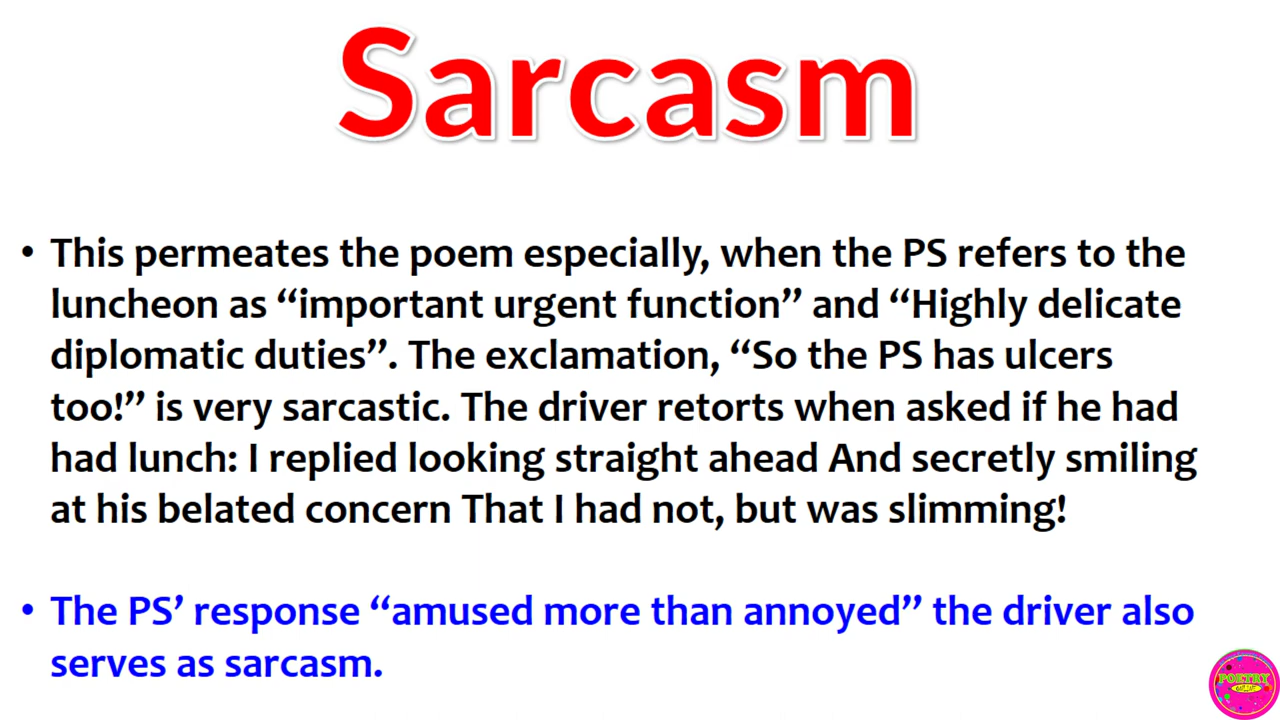 Sarcasm
• This permeates the poem especially, when the PS refers to the
luncheon as “important urgent function” and “Highly delicate
diplomatic duties”. The exclamation, “So the PS has ulcers
too!” is very sarcastic. The driver retorts when asked if he had
had lunch: I replied looking straight ahead And secretly smiling
at his belated concern That I had not, but was slimming!
• The PS’ response “amused more than annoyed” the driver also
serves as sarcasm.
POETRY